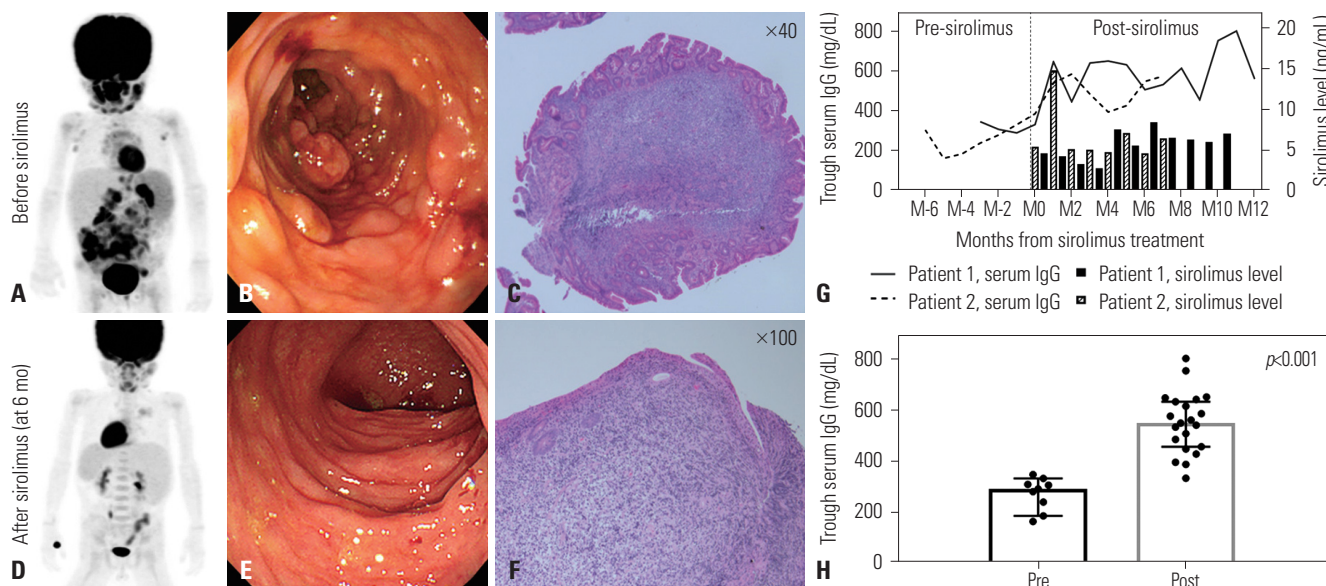 Before sirolimus
A
B
×40
C
Trough serum IgG (mg/dL)
800
600
400
200
0
Pre-sirolimus
Post-sirolimus
20
15
10
5
0
Sirolimus level (ng/mL)
M-6 M-4 M-2 M0 M2 M4 M6 M8 M10 M12
Months from sirolimus treatment
G
Patient 1, serum IgG
Patient 1, sirolimus level
Patient 2, serum IgG
Patient 2, sirolimus level
After sirolimus (at 6 mo)
D
E
×100
F
Trough serum IgG (mg/dL)
800
600
400
200
0
p<0.001
H
Pre
Post